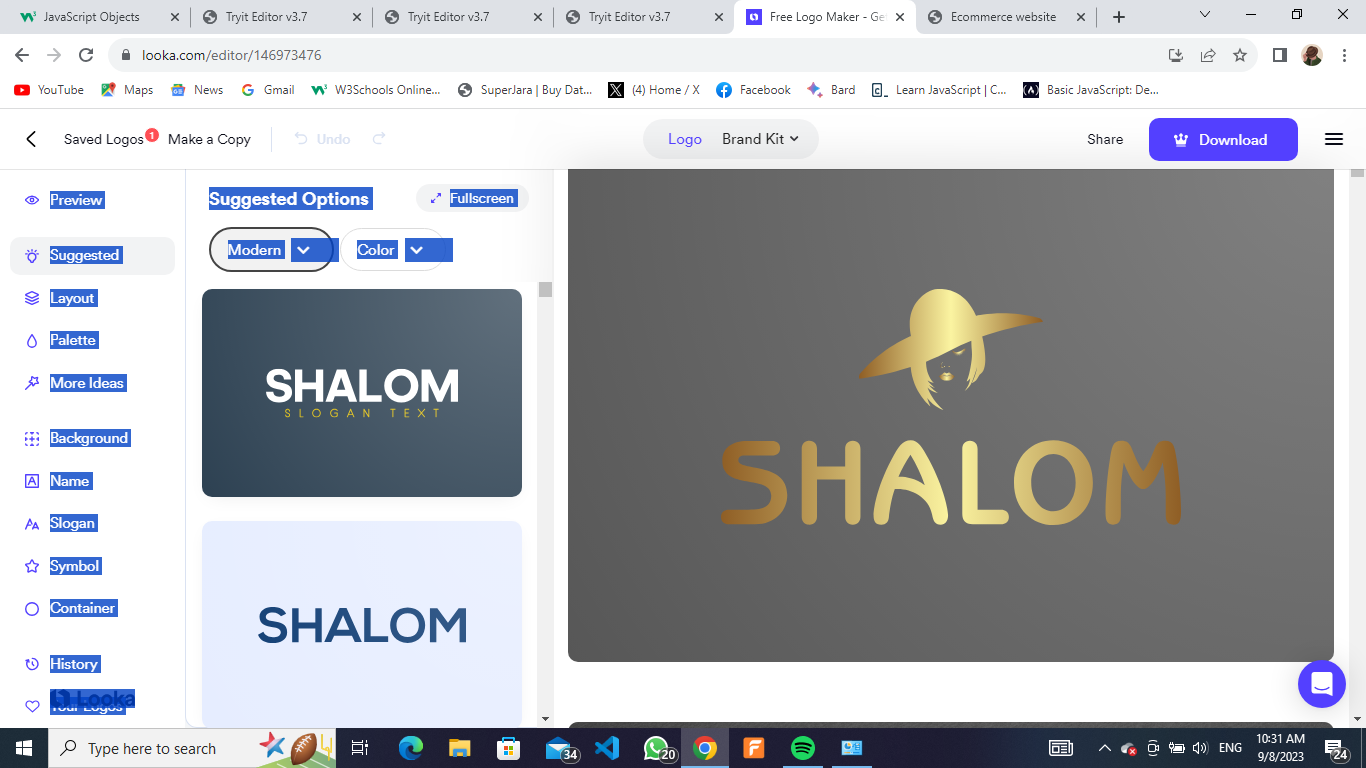 JavaScript Objects
Tryit Editor v3.7
Tryit Editor v3.7
Tryit Editor v3.7
Free Logo Maker - Ge
Ecommerce website
looka.com/editor/146973476
YouTube
Maps
News
Gmail
W3Schools Online...
SuperJara | Buy Dat...
(4) Home / X
Facebook
Bard
Learn JavaScript | C...
Basic JavaScript: De...
Saved Logos 1
Make a Copy
Undo
Logo
Brand Kit
Share
Download
Preview
Suggested
Layout
Palette
More Ideas
Background
Name
Slogan
Symbol
Container
History
Looka
Your Logos
Suggested Options
Fullscreen
Modern
Color
SHALOM
SLOGAN TEXT
SHALOM
SHALOM
Type here to search
34
20
ENG
10:31 AM
9/8/2023
24